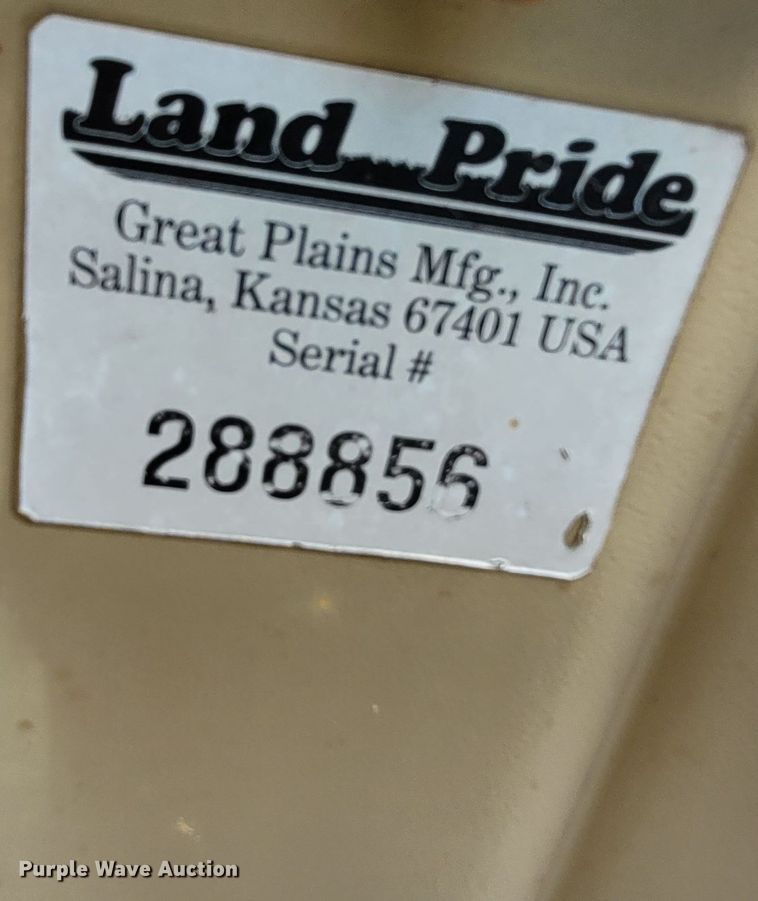 Land Pride
Great Plains Mfg., Inc.
Salina, Kansas 67401 USA
Serial #
288856
Purple Wave Auction